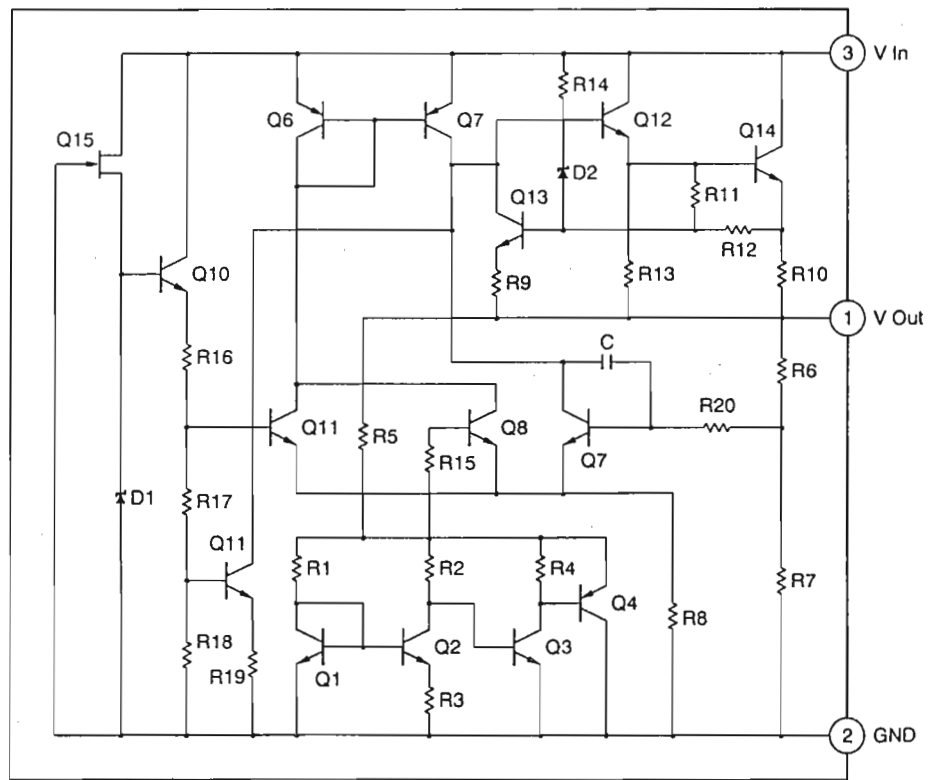 3 V In
R14
Q6 Q7 Q12
Q14
Q15
D2
R11
Q13
R12
Q10 R9 R13 R10
1 V Out
C
R16 R6
R20
Q11 R5 Q8
R15 Q7
D1 R17
Q11 R1 R2 R4 R7
Q4
R8
R18 Q2 Q3
R19 Q1
R3
2 GND